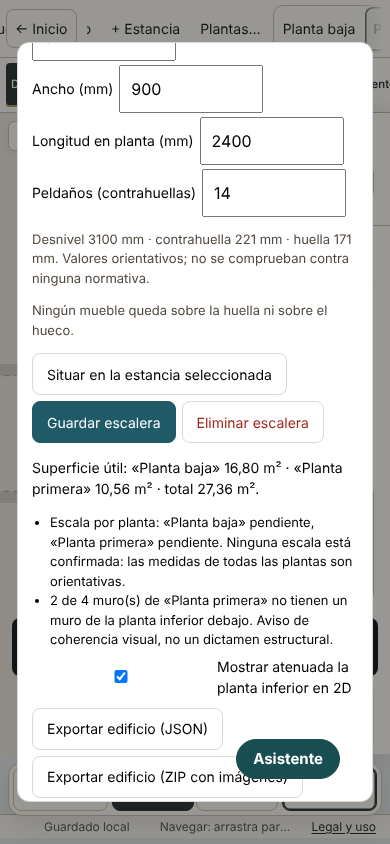 ← Inicio
+ Estancia
Plantas...
Planta baja
Ancho (mm) 900
Longitud en planta (mm) 2400
Peldaños (contrahuellas) 14
Desnivel 3100 mm · contrahuella 221 mm · huella 171
mm. Valores orientativos; no se comprueban contra
ninguna normativa.
Ningún mueble queda sobre la huella ni sobre el
hueco.
Situar en la estancia seleccionada
Guardar escalera
Eliminar escalera
Superficie útil: «Planta baja» 16,80 m² · «Planta
primera» 10,56 m² · total 27,36 m².
• Escala por planta: «Planta baja» pendiente,
«Planta primera» pendiente. Ninguna escala está
confirmada: las medidas de todas las plantas son
orientativas.
• 2 de 4 muro(s) de «Planta primera» no tienen un
muro de la planta inferior debajo. Aviso de
coherencia visual, no un dictamen estructural.
Mostrar atenuada la
planta inferior en 2D
Exportar edificio (JSON)
Asistente
Exportar edificio (ZIP con imágenes)
Guardado local
Navegar: arrastra par...
Legal y uso